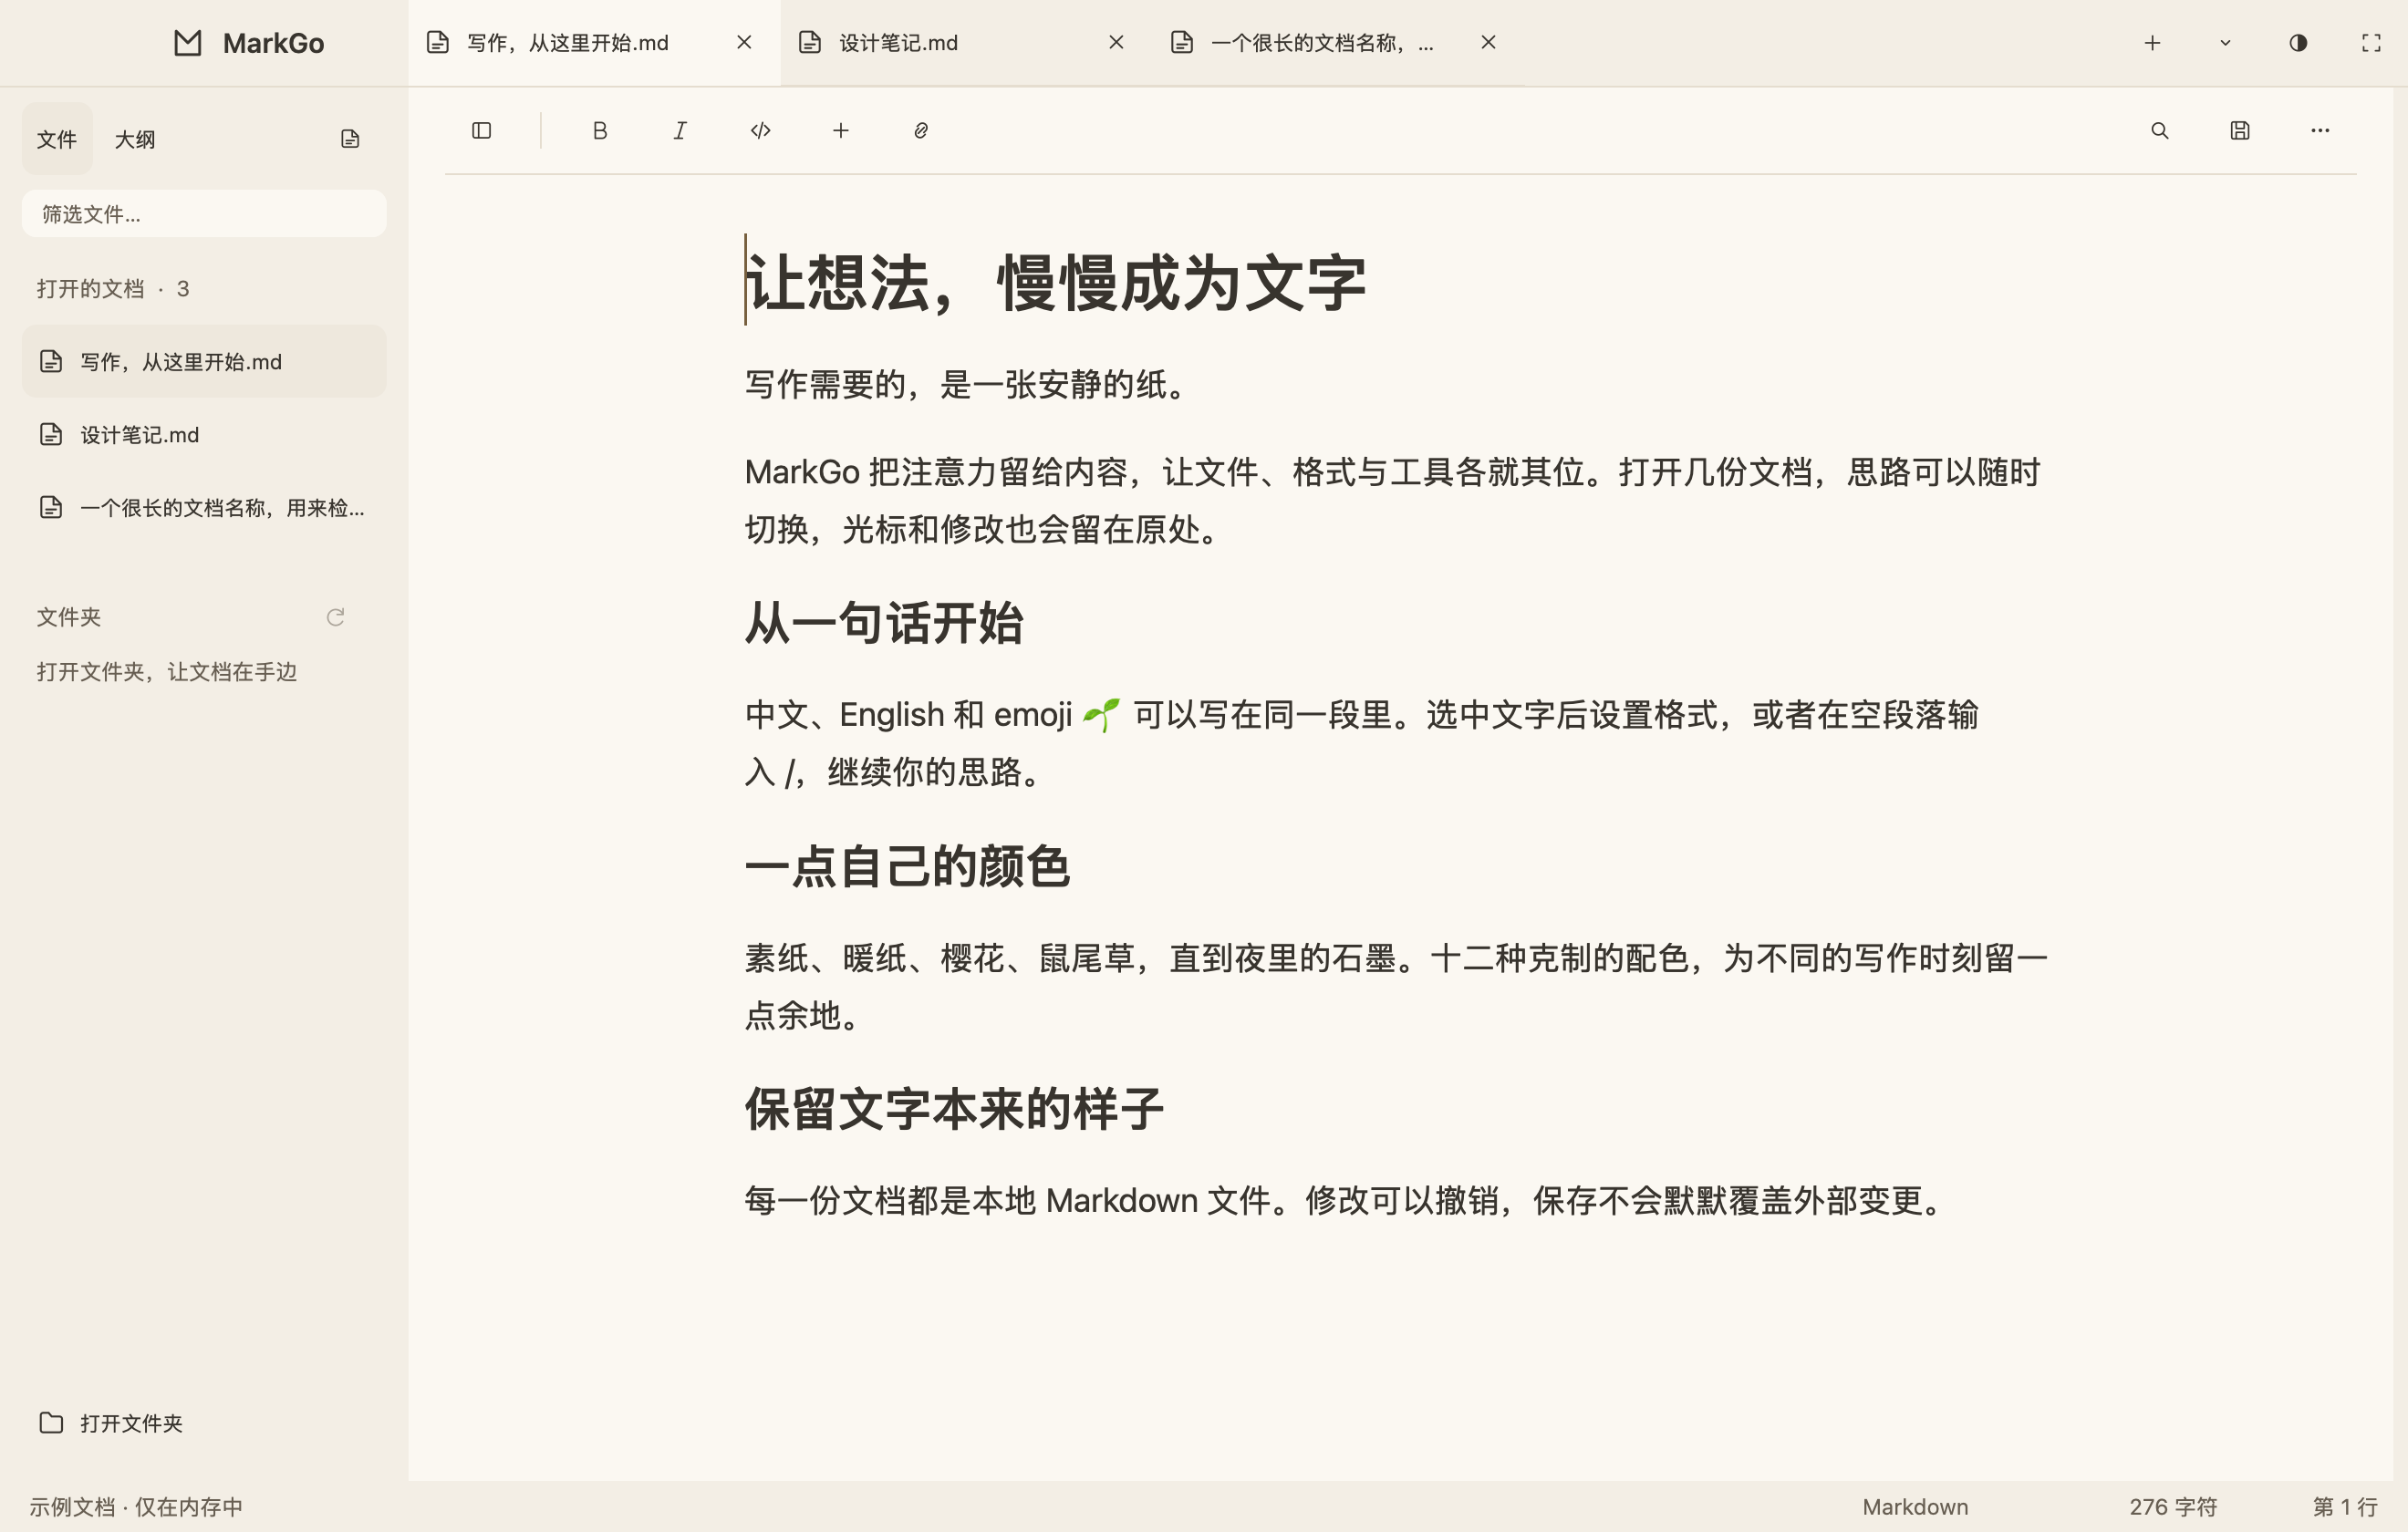 MarkGo
写作，从这里开始.md
设计笔记.md
一个很长的文档名称，...
文件
大纲
筛选文件...
打开的文档 · 3
写作，从这里开始.md
设计笔记.md
一个很长的文档名称，用来检...
文件夹
打开文件夹，让文档在手边
打开文件夹
让想法，慢慢成为文字
写作需要的，是一张安静的纸。
MarkGo 把注意力留给内容，让文件、格式与工具各就其位。打开几份文档，思路可以随时
切换，光标和修改也会留在原处。
从一句话开始
中文、English 和 emoji 🌱 可以写在同一段里。选中文字后设置格式，或者在空段落输
入 /，继续你的思路。
一点自己的颜色
素纸、暖纸、樱花、鼠尾草，直到夜里的石墨。十二种克制的配色，为不同的写作时刻留一
点余地。
保留文字本来的样子
每一份文档都是本地 Markdown 文件。修改可以撤销，保存不会默默覆盖外部变更。
示例文档 · 仅在内存中
Markdown
276 字符
第 1 行